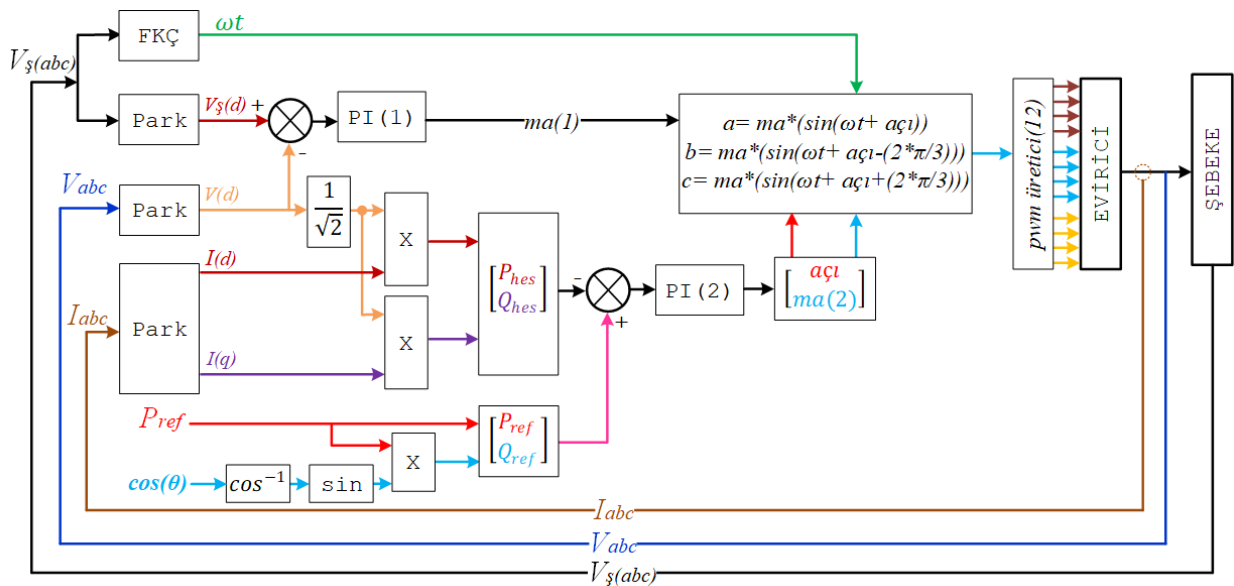 FKÇ
ωt
Vş(abc)
Park
Vş(d)
+
-
PI(1)
ma(1)
a= ma*(sin(ωt+ açı))
b= ma*(sin(ωt+ açı-(2*π/3)))
c= ma*(sin(ωt+ açı+(2*π/3)))
pwm üretici(12)
EVİRİCİ
ŞEBEKE
Vabc
Park
V(d)
1/√2
X
Iabc
Park
I(d)
I(q)
X
[Phes
Qhes]
-
+
PI(2)
[açı
ma(2)]
Pref
X
[Pref
Qref]
cos(θ)
cos⁻¹
sin
Iabc
Vabc
Vş(abc)